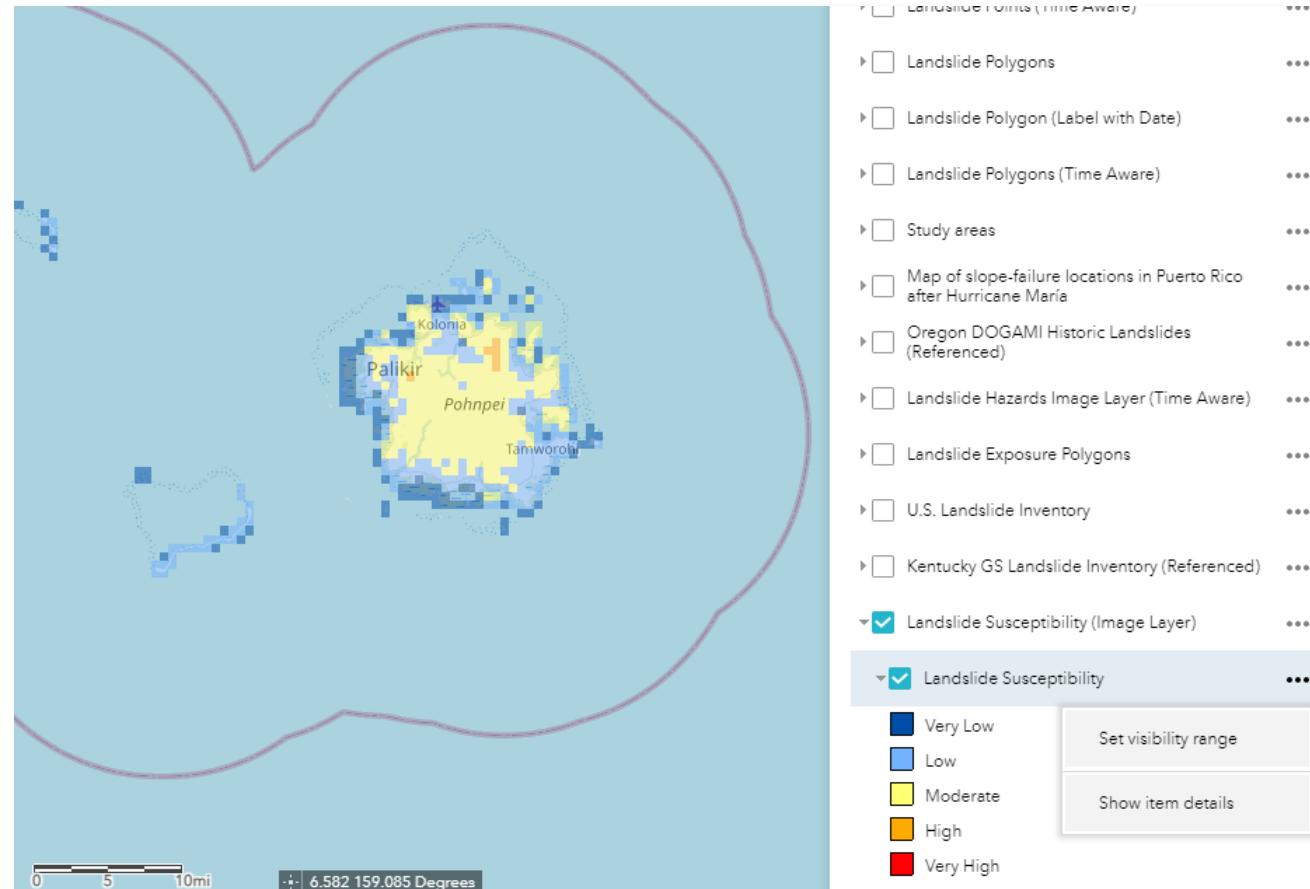 Landslide Points (Time Aware)
Landslide Polygons
Landslide Polygon (Label with Date)
Landslide Polygons (Time Aware)
Study areas
Map of slope-failure locations in Puerto Rico
after Hurricane María
Oregon DOGAMI Historic Landslides
(Referenced)
Landslide Hazards Image Layer (Time Aware)
Landslide Exposure Polygons
U.S. Landslide Inventory
Kentucky GS Landslide Inventory (Referenced)
Landslide Susceptibility (Image Layer)
Landslide Susceptibility
Very Low
Low
Moderate
High
Very High
Set visibility range
Show item details
Kolonia
Palikir
Pohnpei
Tamworohi
0 5 10mi
6.582 159.085 Degrees